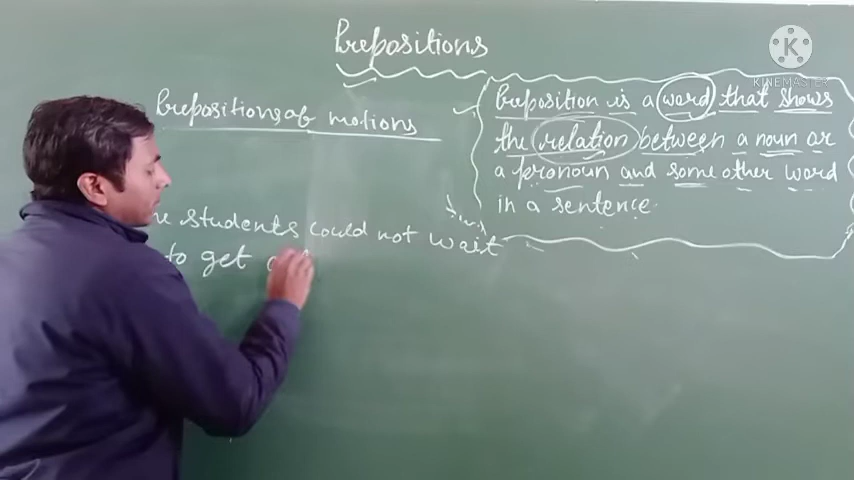 Prepositions
Prepositions of motions
Preposition is a word that shows
the relation between a noun or
a pronoun and some other word
in a sentence.
students could not wait
to get
K
KINEMASTER